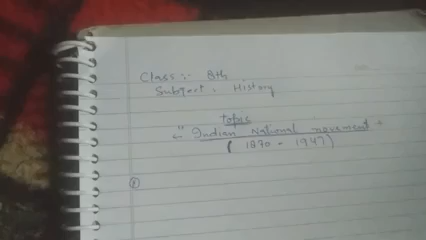 Class:- 8th
Subject: History
topic
" Indian National movement "
( 1870 - 1947)
①